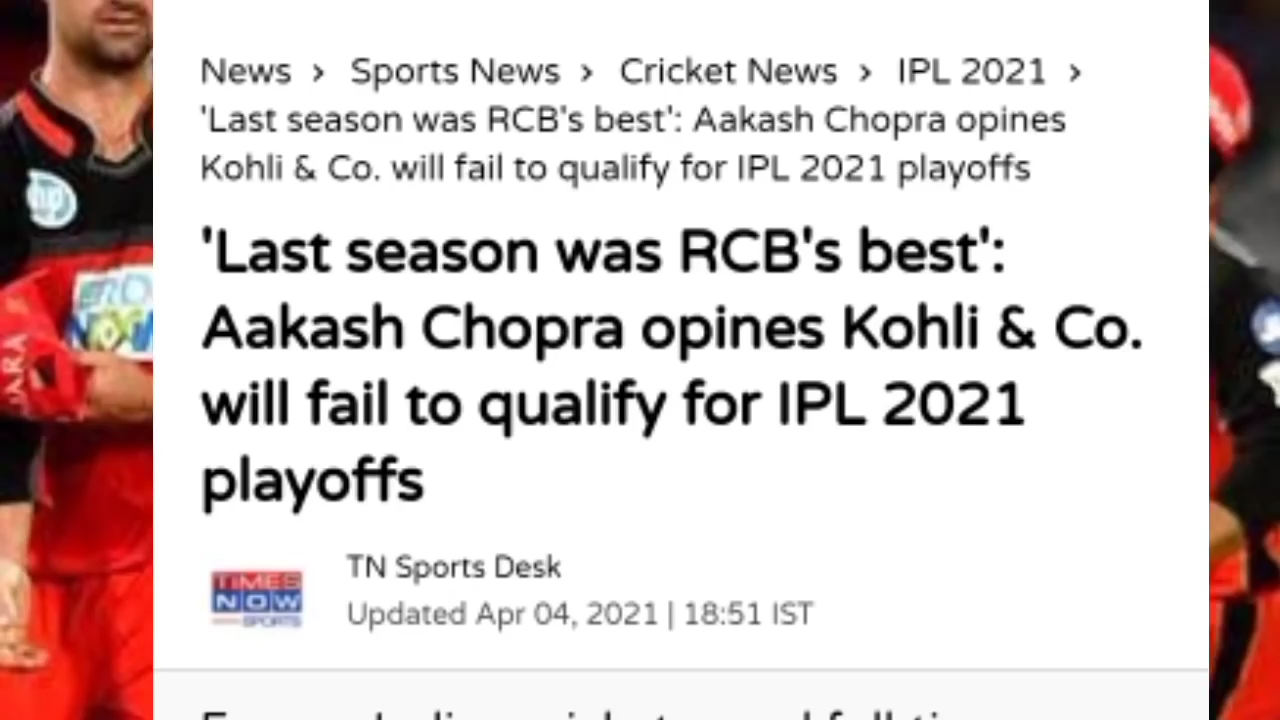 News › Sports News › Cricket News › IPL 2021 ›
'Last season was RCB's best': Aakash Chopra opines
Kohli & Co. will fail to qualify for IPL 2021 playoffs
'Last season was RCB's best':
Aakash Chopra opines Kohli & Co.
will fail to qualify for IPL 2021
playoffs
TN Sports Desk
TIMES
NOW
SPORTS
Updated Apr 04, 2021 | 18:51 IST
hp